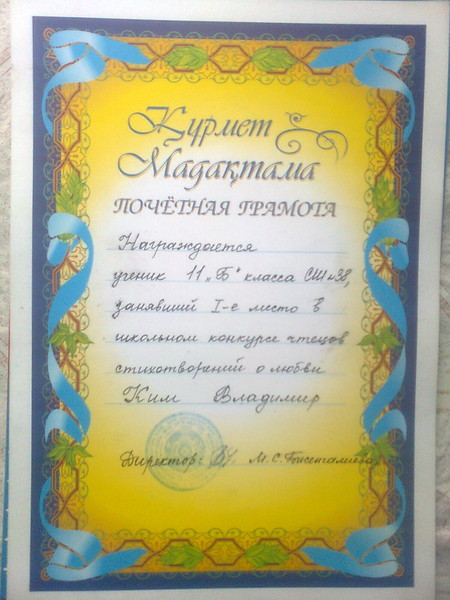 Құрмет
Мадақтама
ПОЧЁТНАЯ ГРАМОТА
Награждается
ученик 11 „Б" класса СШ №38,
занявший I-е место в
школьном конкурсе чтецов
стихотворений о любви
Ким Владимир
Директор: М. С.